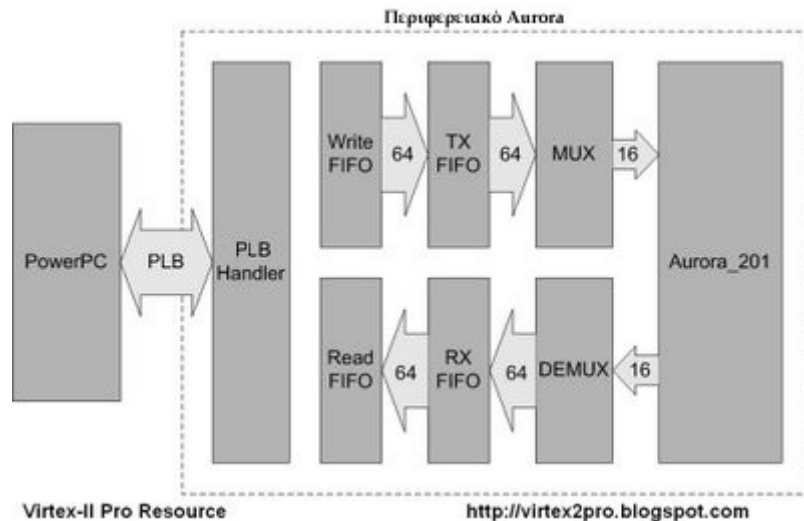 Περιφερειακό Aurora
PowerPC
PLB
PLB
Handler
Write
FIFO
64
TX
FIFO
64
MUX
16
Aurora_201
Read
FIFO
64
RX
FIFO
64
DEMUX
16
Virtex-II Pro Resource
http://virtex2pro.blogspot.com